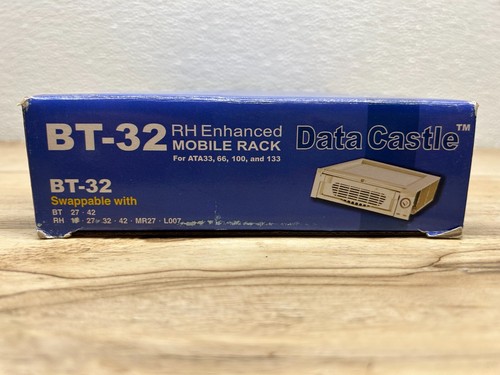 BT-32 RH Enhanced MOBILE RACK
For ATA33, 66, 100, and 133
Data Castle™
BT-32
Swappable with
BT 27 · 42
RH · 27 · 32 · 42 · MR27 · L007